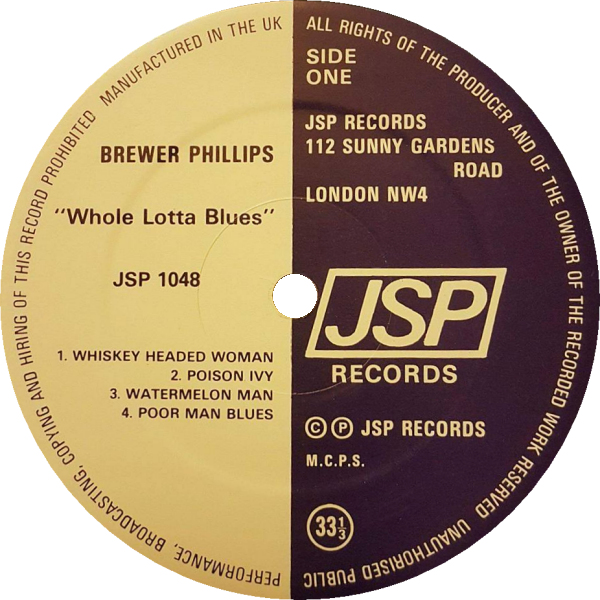 MANUFACTURED IN THE UK
ALL RIGHTS OF THE PRODUCER AND OF THE OWNER OF THE RECORDED WORK RESERVED
UNAUTHORISED PUBLIC
PERFORMANCE, BROADCASTING, COPYING AND HIRING OF THIS RECORD PROHIBITED
BREWER PHILLIPS
"Whole Lotta Blues"
JSP 1048
1. WHISKEY HEADED WOMAN
2. POISON IVY
3. WATERMELON MAN
4. POOR MAN BLUES
SIDE
ONE
JSP RECORDS
112 SUNNY GARDENS
ROAD
LONDON NW4
JSP
RECORDS
© ℗ JSP RECORDS
M.C.P.S.
33⅓